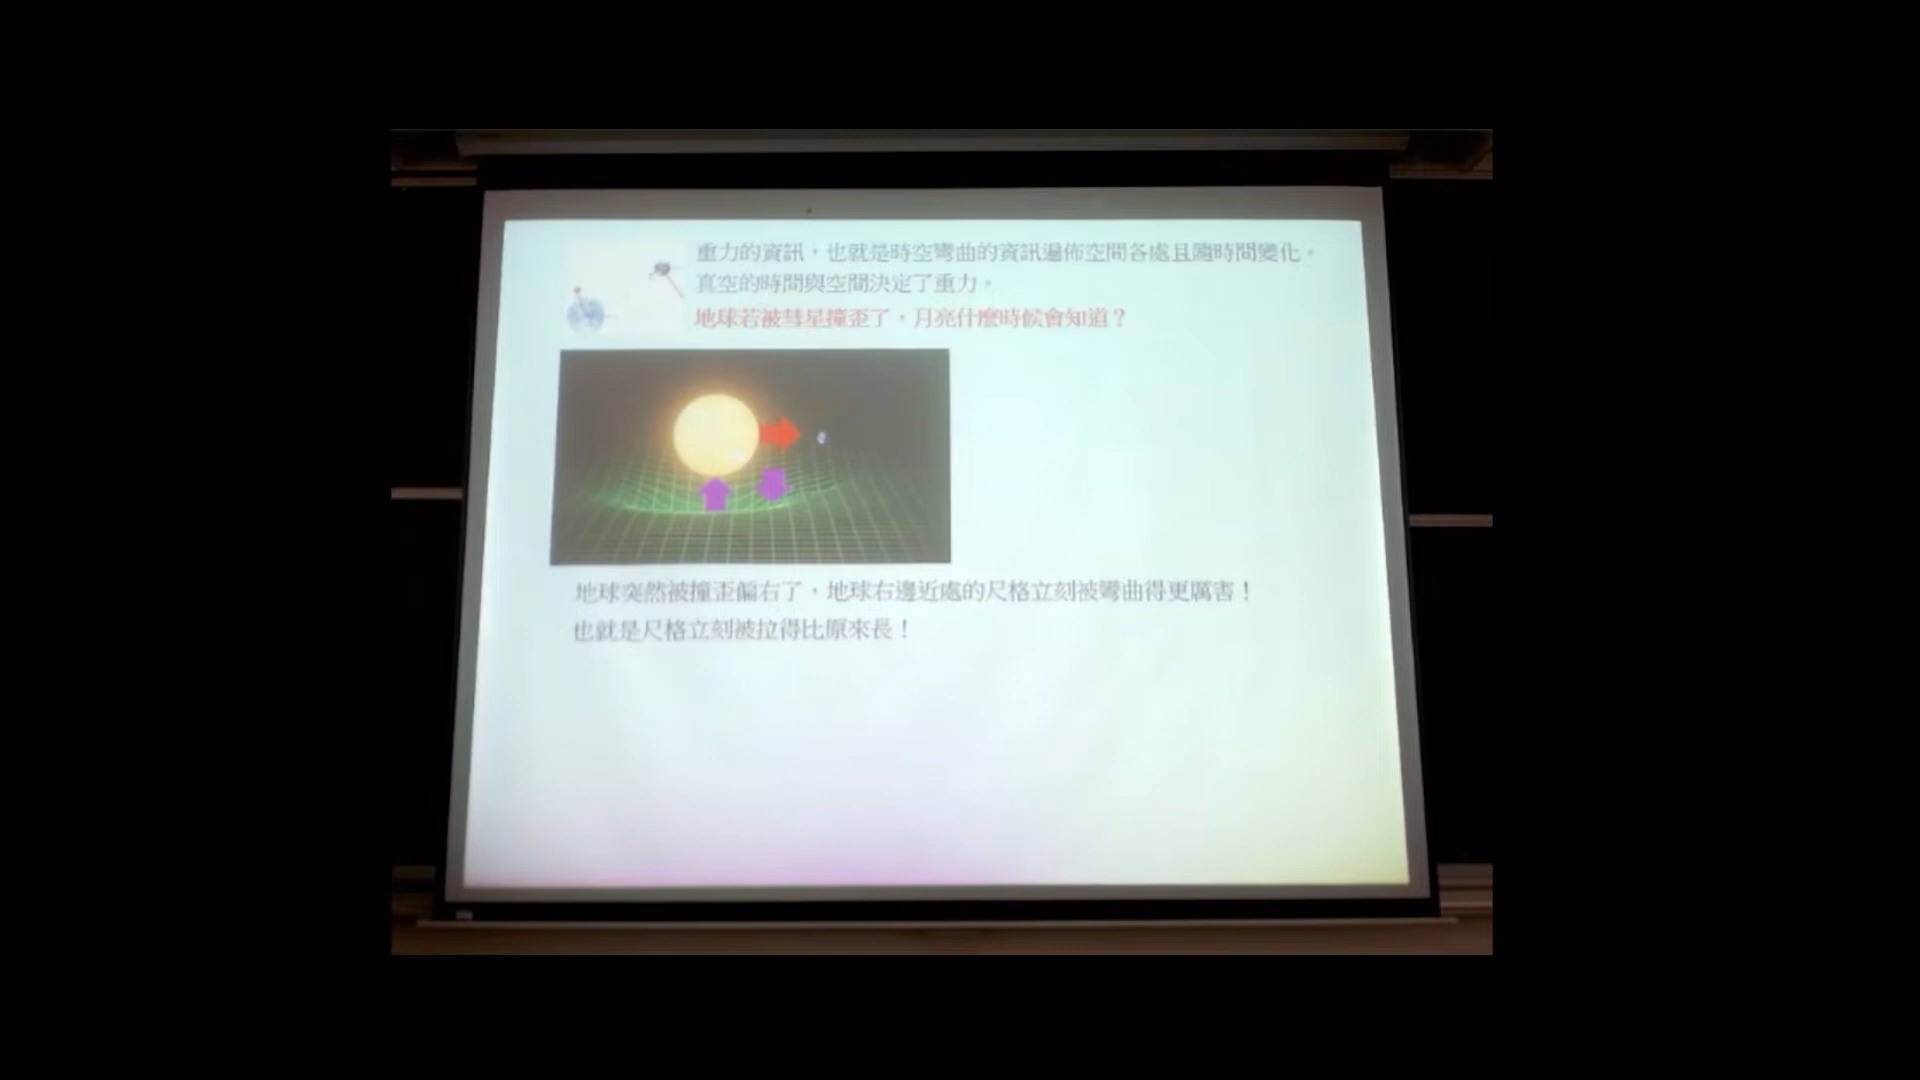 重力的資訊，也就是時空彎曲的資訊遍佈空間各處且隨時間變化。
真空的時間與空間決定了重力。
地球若被彗星撞歪了，月亮什麼時候會知道？
地球突然被撞歪偏右了，地球右邊近處的尺格立刻被彎曲得更厲害！
也就是尺格立刻被拉得比原來長！